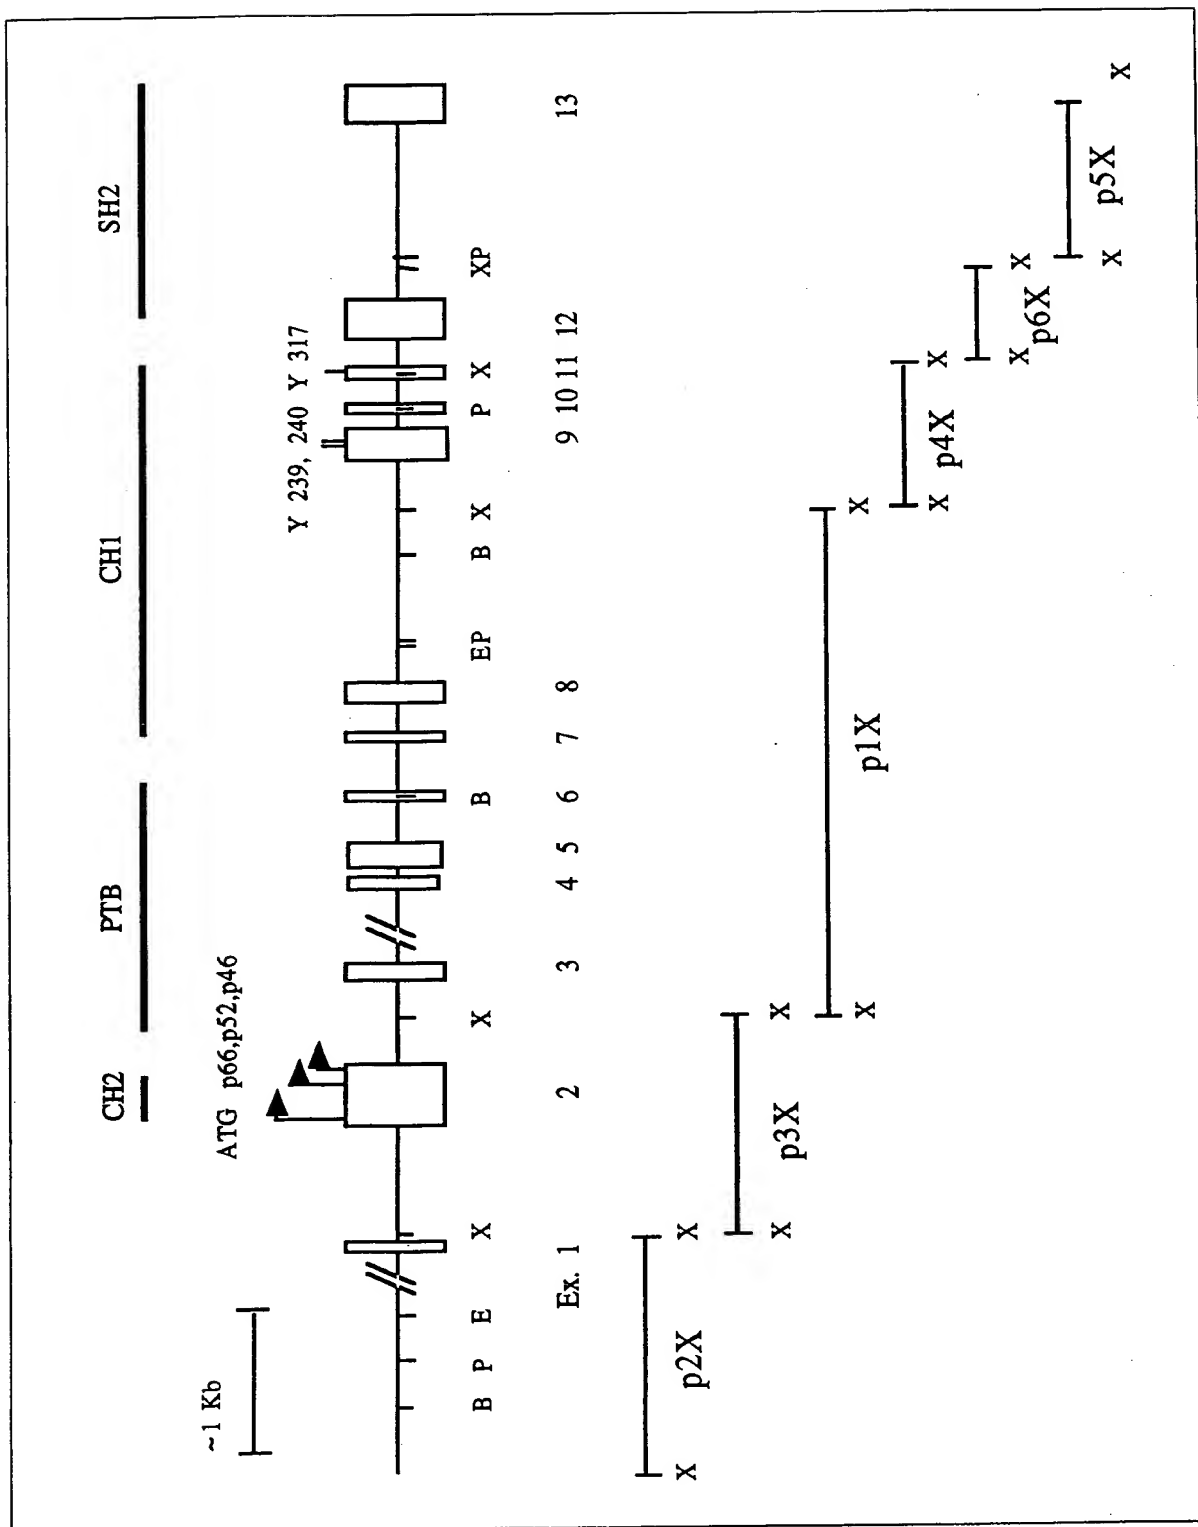 CH2 PTB CH1 SH2
~1 Kb
ATG p66,p52,p46
Y 239, 240 Y 317
B P E X X B EP B X P X XP
Ex. 1 2 3 4 5 6 7 8 9 10 11 12 13
X X
p2X
X X
p3X
X X
p1X
X X
p4X
X X
p6X
X X
p5X